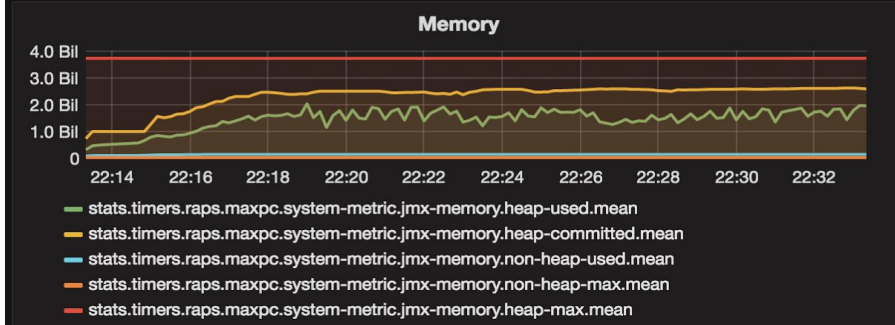 Memory
4.0 Bil
3.0 Bil
2.0 Bil
1.0 Bil
0
22:14 22:16 22:18 22:20 22:22 22:24 22:26 22:28 22:30 22:32
stats.timers.raps.maxpc.system-metric.jmx-memory.heap-used.mean
stats.timers.raps.maxpc.system-metric.jmx-memory.heap-committed.mean
stats.timers.raps.maxpc.system-metric.jmx-memory.non-heap-used.mean
stats.timers.raps.maxpc.system-metric.jmx-memory.non-heap-max.mean
stats.timers.raps.maxpc.system-metric.jmx-memory.heap-max.mean